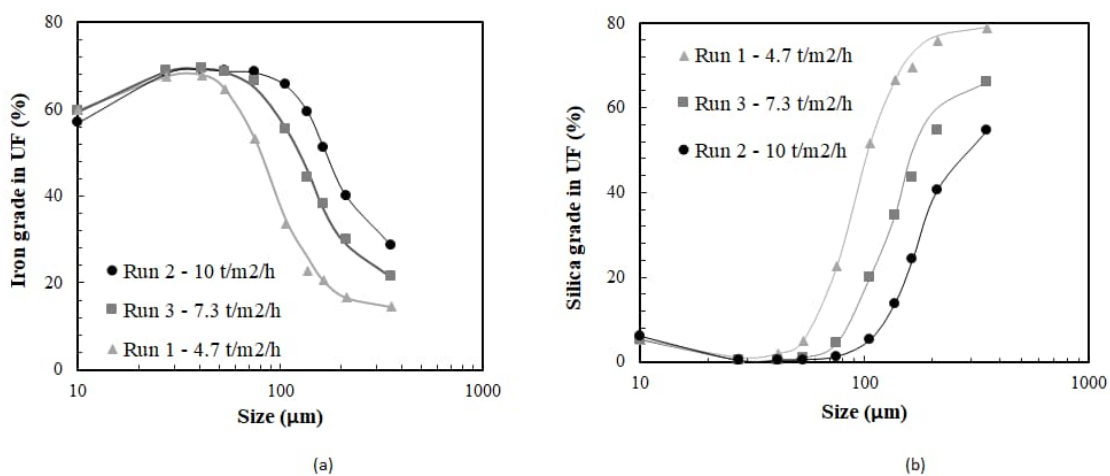 Iron grade in UF (%)
80
60
40
20
0
Run 2 - 10 t/m2/h
Run 3 - 7.3 t/m2/h
Run 1 - 4.7 t/m2/h
10
100
1000
Size (μm)
(a)
Silica grade in UF (%)
80
60
40
20
0
Run 1 - 4.7 t/m2/h
Run 3 - 7.3 t/m2/h
Run 2 - 10 t/m2/h
10
100
1000
Size (μm)
(b)